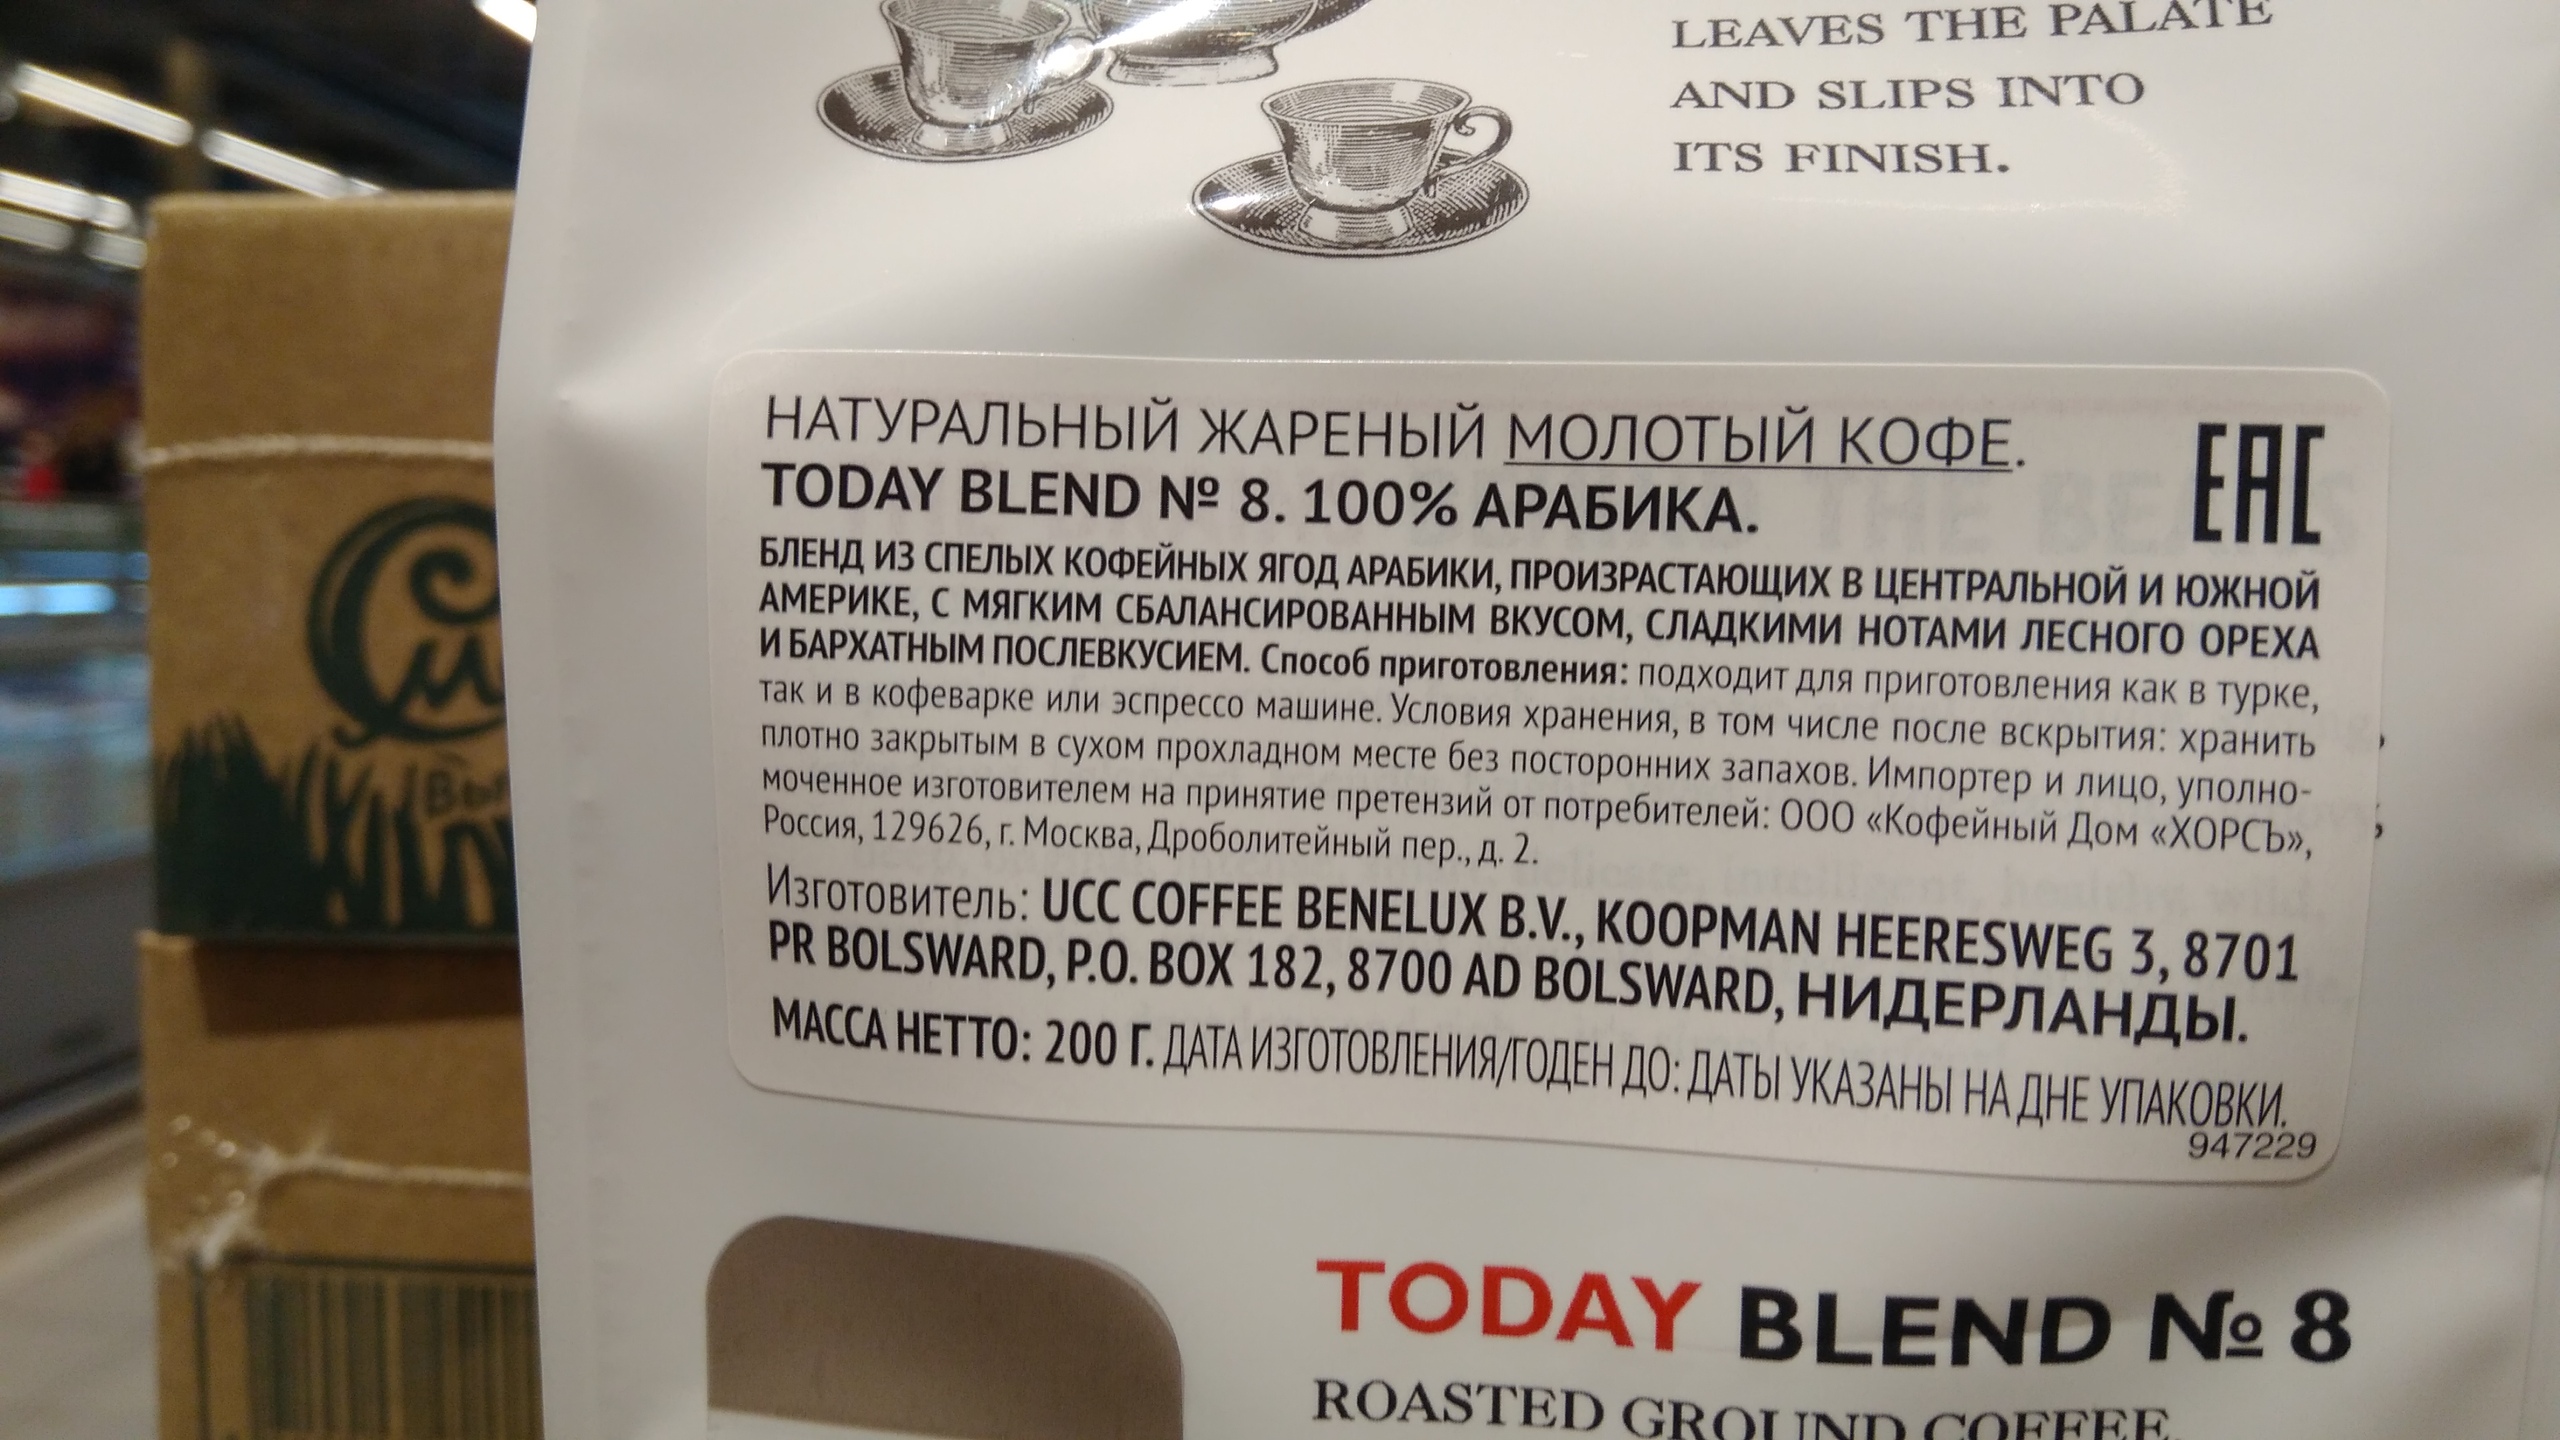 LEAVES THE PALATE
AND SLIPS INTO
ITS FINISH.
НАТУРАЛЬНЫЙ ЖАРЕНЫЙ МОЛОТЫЙ КОФЕ.
EAC
TODAY BLEND № 8. 100% АРАБИКА.
БЛЕНД ИЗ СПЕЛЫХ КОФЕЙНЫХ ЯГОД АРАБИКИ, ПРОИЗРАСТАЮЩИХ В ЦЕНТРАЛЬНОЙ И ЮЖНОЙ
АМЕРИКЕ, С МЯГКИМ СБАЛАНСИРОВАННЫМ ВКУСОМ, СЛАДКИМИ НОТАМИ ЛЕСНОГО ОРЕХА
И БАРХАТНЫМ ПОСЛЕВКУСИЕМ. Способ приготовления: подходит для приготовления как в турке,
так и в кофеварке или эспрессо машине. Условия хранения, в том числе после вскрытия: хранить
плотно закрытым в сухом прохладном месте без посторонних запахов. Импортер и лицо, уполно-
моченное изготовителем на принятие претензий от потребителей: ООО «Кофейный Дом «ХОРСЪ»,
Россия, 129626, г. Москва, Дроболитейный пер., д. 2.
Изготовитель: UCC COFFEE BENELUX B.V., KOOPMAN HEERESWEG 3, 8701
PR BOLSWARD, P.O. BOX 182, 8700 AD BOLSWARD, НИДЕРЛАНДЫ.
МАССА НЕТТО: 200 Г. ДАТА ИЗГОТОВЛЕНИЯ/ГОДЕН ДО: ДАТЫ УКАЗАНЫ НА ДНЕ УПАКОВКИ.
947229
TODAY BLEND № 8
ROASTED GROUND COFFEE.